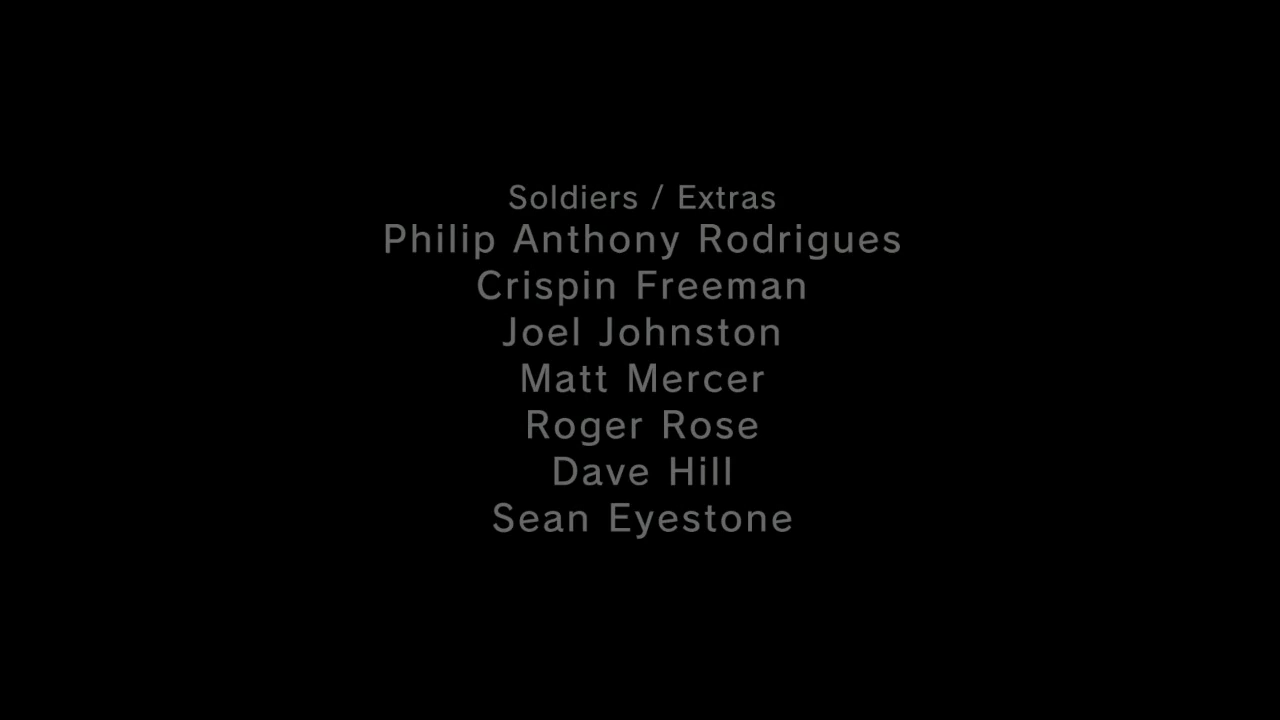 Soldiers / Extras
Philip Anthony Rodrigues
Crispin Freeman
Joel Johnston
Matt Mercer
Roger Rose
Dave Hill
Sean Eyestone